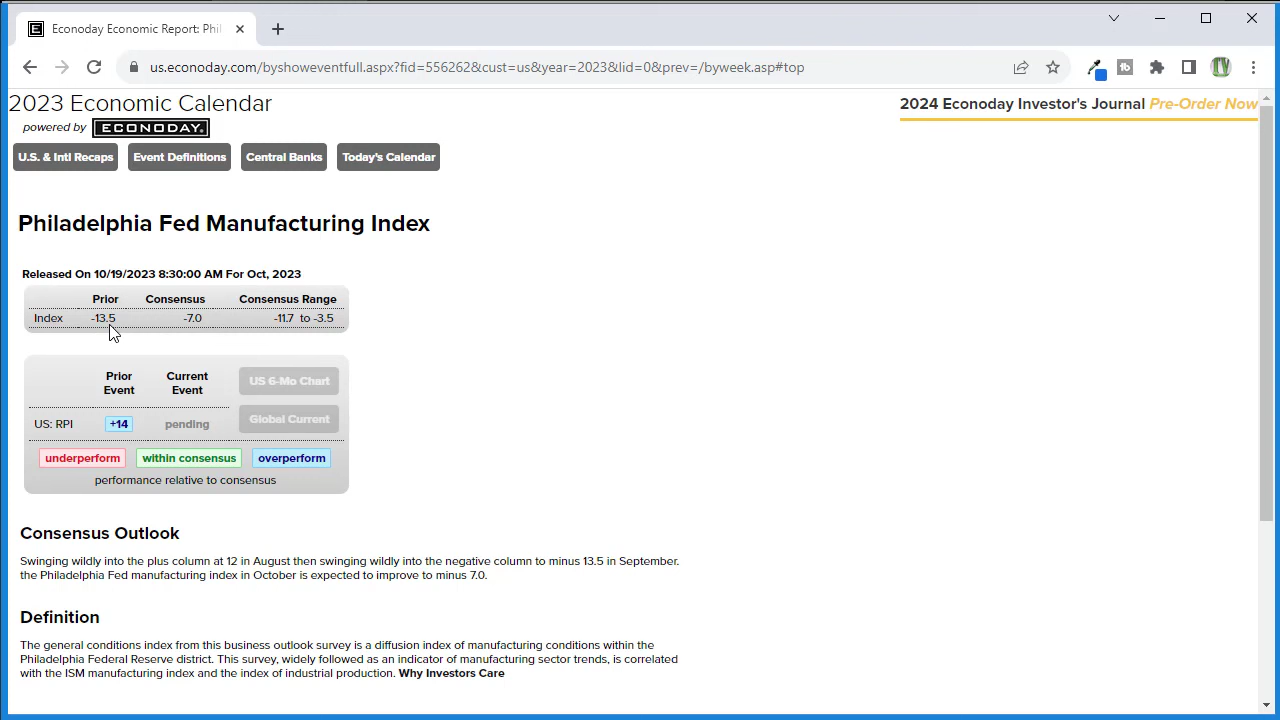 Economic Report: Phil
us.econoday.com/byshoweventfull.aspx?fid=556262&cust=us&year=2023&lid=0&prev=/byweek.asp#top
2023 Economic Calendar
2024 Econoday Investor's Journal Pre-Order Now
powered by ECONODAY
U.S. & Intl Recaps Event Definitions Central Banks Today's Calendar
Philadelphia Fed Manufacturing Index
Released On 10/19/2023 8:30:00 AM For Oct, 2023
Prior Consensus Consensus Range
Index -13.5 -7.0 -11.7 to -3.5
Prior Event Current Event US 6-Mo Chart
Global Current
US: RPI +14 pending
underperform within consensus overperform
performance relative to consensus
Consensus Outlook
Swinging wildly into the plus column at 12 in August then swinging wildly into the negative column to minus 13.5 in September.
the Philadelphia Fed manufacturing index in October is expected to improve to minus 7.0.
Definition
The general conditions index from this business outlook survey is a diffusion index of manufacturing conditions within the
Philadelphia Federal Reserve district. This survey, widely followed as an indicator of manufacturing sector trends, is correlated
with the ISM manufacturing index and the index of industrial production. Why Investors Care